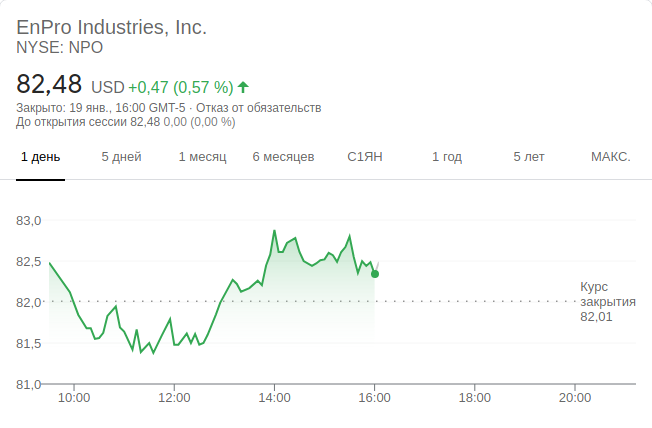 EnPro Industries, Inc.
NYSE: NPO
82,48 USD +0,47 (0,57 %)
Закрыто: 19 янв., 16:00 GMT-5 · Отказ от обязательств
До открытия сессии 82,48 0,00 (0,00 %)
1 день 5 дней 1 месяц 6 месяцев С1ЯН 1 год 5 лет МАКС.
83,0
82,5
82,0
81,5
81,0
Курс
закрытия
82,01
10:00 12:00 14:00 16:00 18:00 20:00